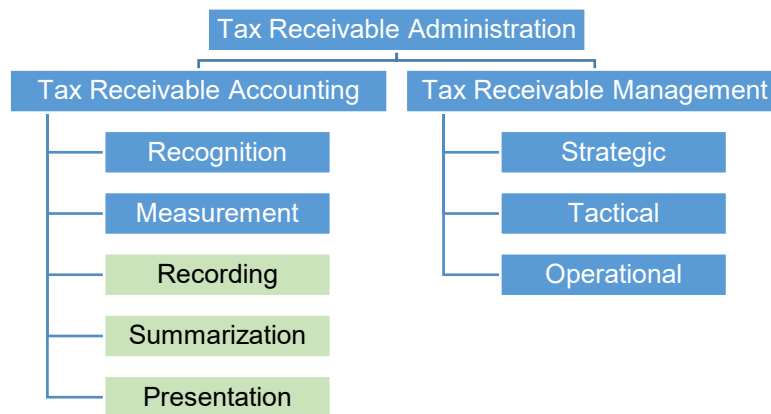 Tax Receivable Administration
Tax Receivable Accounting
Recognition
Measurement
Recording
Summarization
Presentation
Tax Receivable Management
Strategic
Tactical
Operational